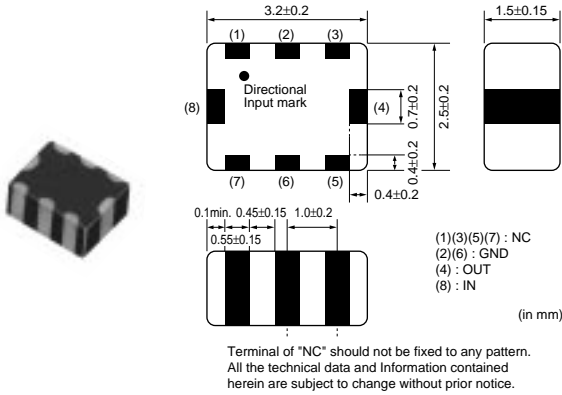 3.2±0.2
1.5±0.15
(1)
(2)
(3)
Directional
Input mark
(8)
(4)
0.7±0.2
2.5±0.2
0.4±0.2
(7)
(6)
(5)
0.4±0.2
0.1min.
0.45±0.15
1.0±0.2
0.55±0.15
(1)(3)(5)(7) : NC
(2)(6) : GND
(4) : OUT
(8) : IN
(in mm)
Terminal of "NC" should not be fixed to any pattern.
All the technical data and Information contained
herein are subject to change without prior notice.